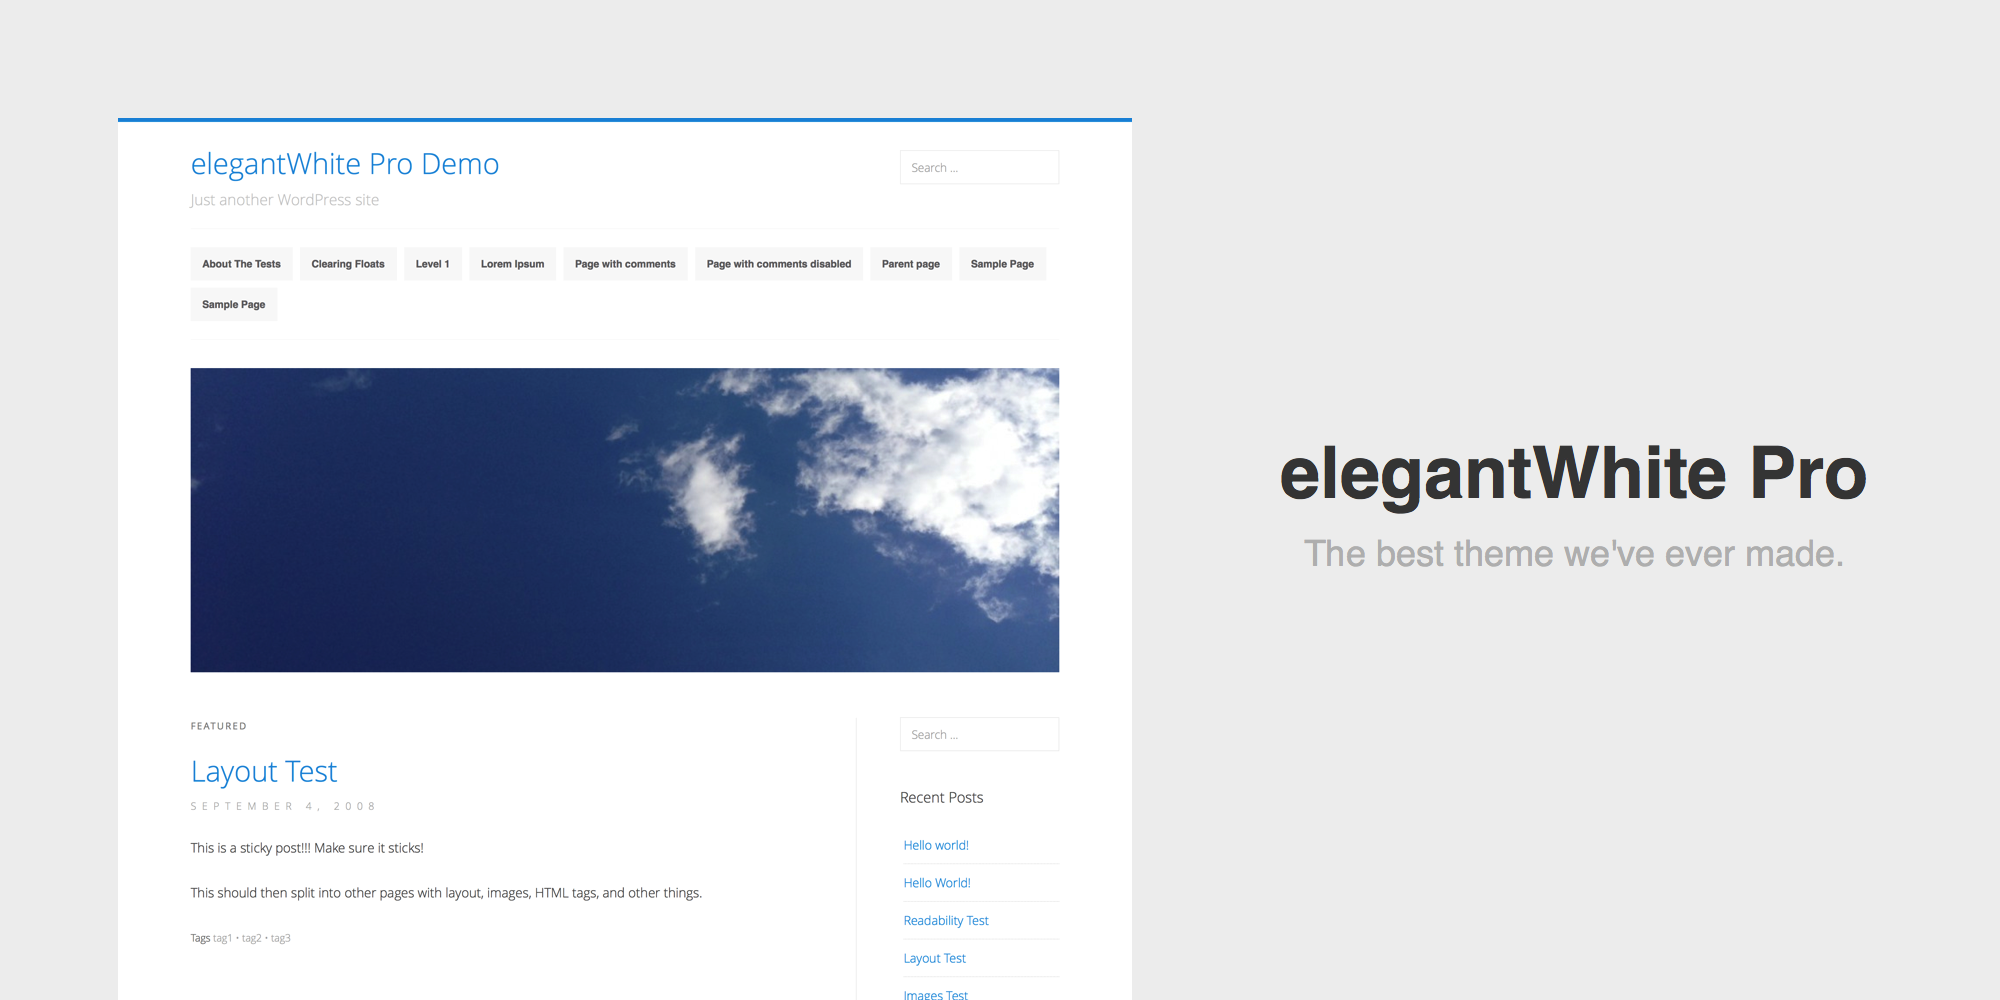 elegantWhite Pro Demo
Search ...
Just another WordPress site
About The Tests
Clearing Floats
Level 1
Lorem Ipsum
Page with comments
Page with comments disabled
Parent page
Sample Page
Sample Page
FEATURED
Layout Test
SEPTEMBER 4, 2008
This is a sticky post!!! Make sure it sticks!
This should then split into other pages with layout, images, HTML tags, and other things.
Tags tag1 • tag2 • tag3
Search ...
Recent Posts
Hello world!
Hello World!
Readability Test
Layout Test
Images Test
elegantWhite Pro
The best theme we've ever made.